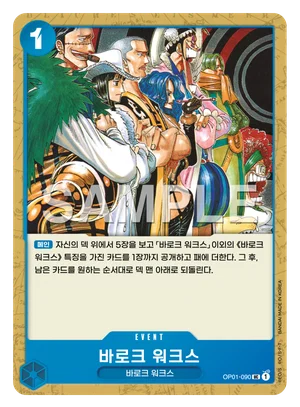 1
SAMPLE
메인 자신의 덱 위에서 5장을 보고 「바로크 워크스」 이외의 《바로크
워크스》 특징을 가진 카드를 1장까지 공개하고 패에 더한다. 그 후,
남은 카드를 원하는 순서대로 덱 맨 아래로 되돌린다.
EVENT
바로크 워크스
바로크 워크스
OP01-090
1